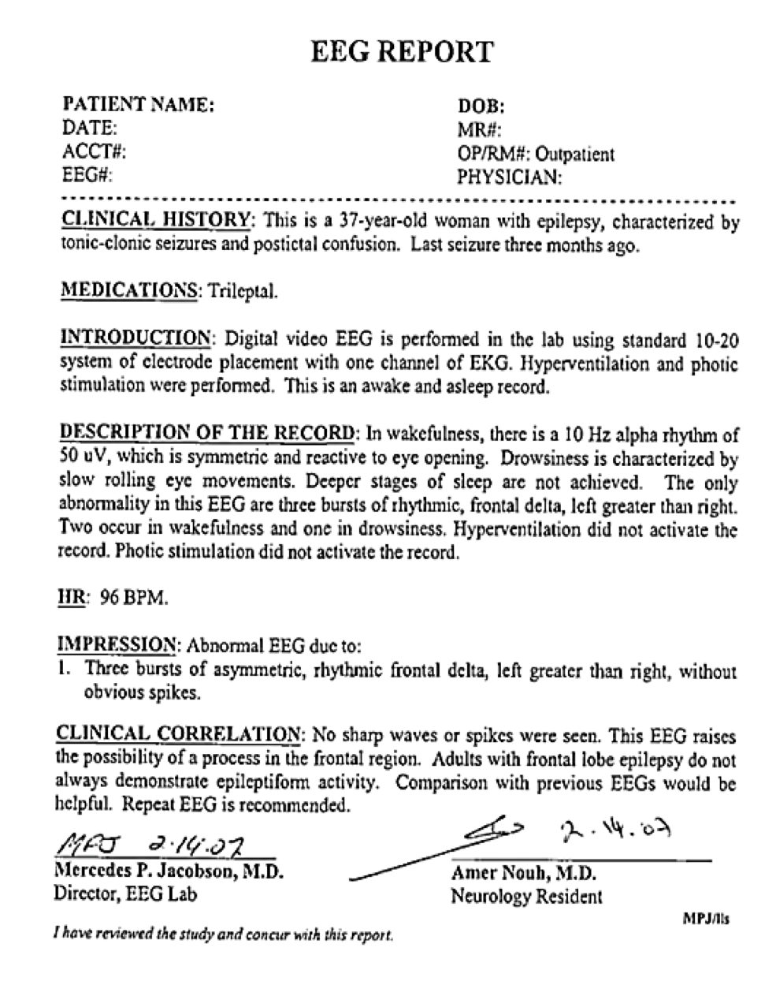 EEG REPORT
PATIENT NAME:
DOB:
DATE:
MR#:
ACCT#:
OP/RM#: Outpatient
EEG#:
PHYSICIAN:
CLINICAL HISTORY: This is a 37-year-old woman with epilepsy, characterized by
tonic-clonic seizures and postictal confusion. Last seizure three months ago.
MEDICATIONS: Trileptal.
INTRODUCTION: Digital video EEG is performed in the lab using standard 10-20
system of electrode placement with one channel of EKG. Hyperventilation and photic
stimulation were performed. This is an awake and asleep record.
DESCRIPTION OF THE RECORD: In wakefulness, there is a 10 Hz alpha rhythm of
50 uV, which is symmetric and reactive to eye opening. Drowsiness is characterized by
slow rolling eye movements. Deeper stages of sleep are not achieved. The only
abnormality in this EEG are three bursts of rhythmic, frontal delta, left greater than right.
Two occur in wakefulness and one in drowsiness. Hyperventilation did not activate the
record. Photic stimulation did not activate the record.
HR: 96 BPM.
IMPRESSION: Abnormal EEG due to:
1. Three bursts of asymmetric, rhythmic frontal delta, left greater than right, without
obvious spikes.
CLINICAL CORRELATION: No sharp waves or spikes were seen. This EEG raises
the possibility of a process in the frontal region. Adults with frontal lobe epilepsy do not
always demonstrate epileptiform activity. Comparison with previous EEGs would be
helpful. Repeat EEG is recommended.
MPJ 2.14.07
2.14.07
Mercedes P. Jacobson, M.D.
Amer Nouh, M.D.
Director, EEG Lab
Neurology Resident
I have reviewed the study and concur with this report.